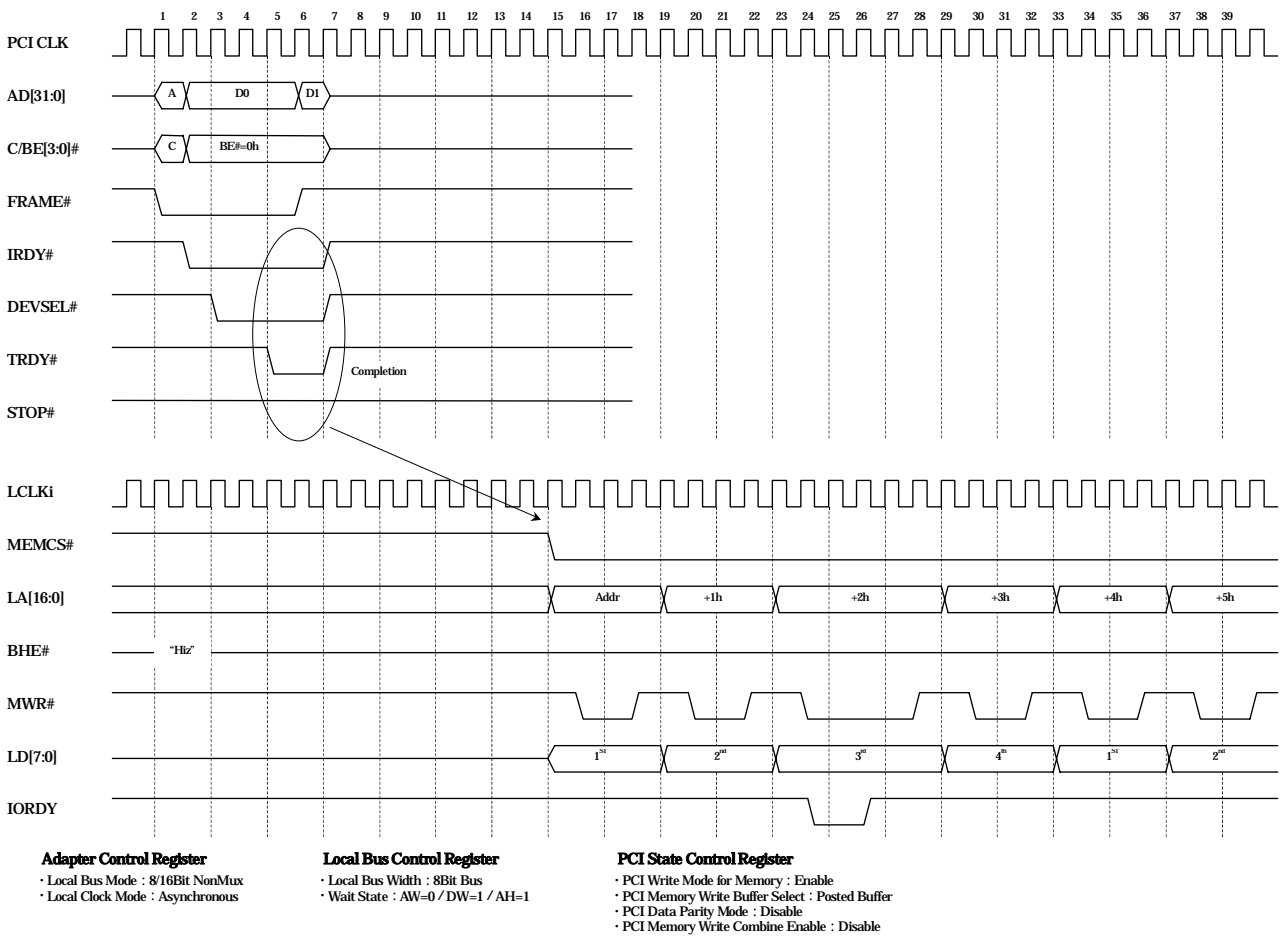 1 2 3 4 5 6 7 8 9 10 11 12 13 14 15 16 17 18 19 20 21 22 23 24 25 26 27 28 29 30 31 32 33 34 35 36 37 38 39
PCI CLK
AD[31:0] A D0 D1
C/BE[3:0]# C BE#=0h
FRAME#
IRDY#
DEVSEL#
TRDY#
Completion
STOP#
LCLKi
MEMCS#
LA[16:0] Addr +1h +2h +3h +4h +5h
BHE# "Hiz"
MWR#
LD[7:0] 1ST 2nd 3rd 4th 1ST 2nd
IORDY
Adapter Control Register
・Local Bus Mode : 8/16Bit NonMux
・Local Clock Mode : Asynchronous
Local Bus Control Register
・Local Bus Width : 8Bit Bus
・Wait State : AW=0 / DW=1 / AH=1
PCI State Control Register
・PCI Write Mode for Memory : Enable
・PCI Memory Write Buffer Select : Posted Buffer
・PCI Data Parity Mode : Disable
・PCI Memory Write Combine Enable : Disable